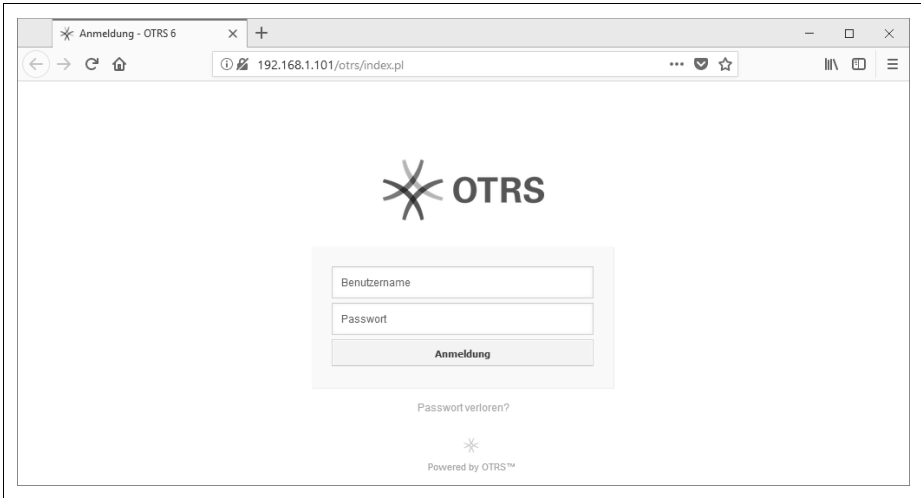 Anmeldung - OTRS 6
192.168.1.101/otrs/index.pl
OTRS
Benutzername
Passwort
Anmeldung
Passwort verloren?
Powered by OTRS™